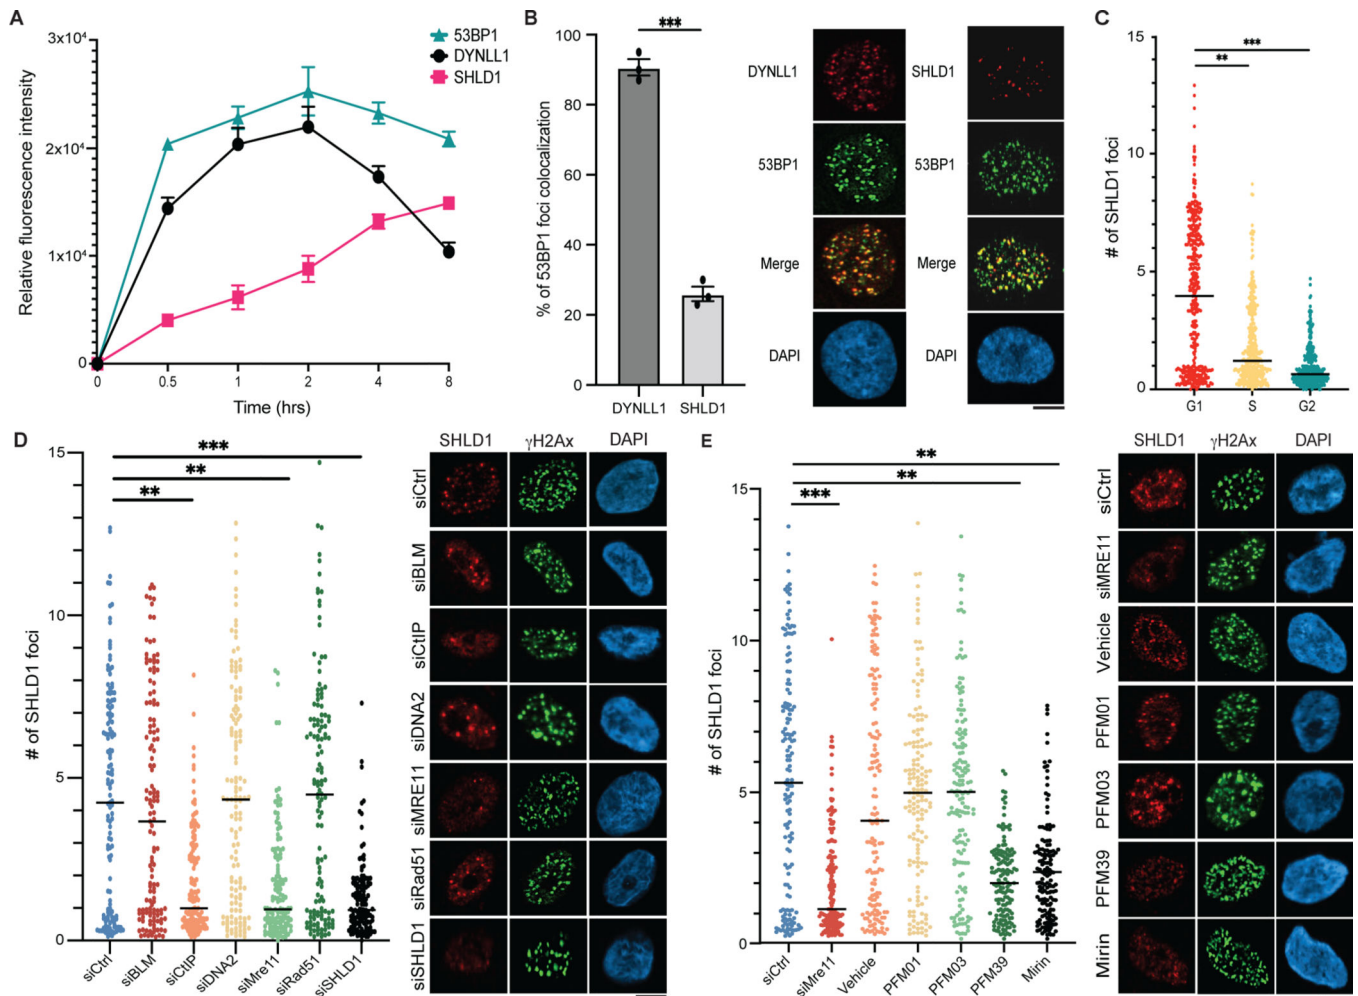 A
3x10⁴
2x10⁴
1x10⁴
0
Relative fluorescence intensity
0 0.5 1 2 4 8
Time (hrs)
53BP1
DYNLL1
SHLD1
B
***
100
80
60
40
20
0
% of 53BP1 foci colocalization
DYNLL1 SHLD1
DYNLL1
53BP1
Merge
DAPI
SHLD1
53BP1
Merge
DAPI
C
15
10
5
0
# of SHLD1 foci
***
**
G1 S G2
D
15
10
5
0
# of SHLD1 foci
***
**
**
siCtrl
siBLM
siCtIP
siDNA2
siMre11
siRad51
siSHLD1
SHLD1 γH2Ax DAPI
siCtrl
siBLM
siCtIP
siDNA2
siMRE11
siRad51
siSHLD1
E
15
10
5
0
# of SHLD1 foci
**
**
***
siCtrl
siMre11
Vehicle
PFM01
PFM03
PFM39
Mirin
SHLD1 γH2Ax DAPI
siCtrl
siMRE11
Vehicle
PFM01
PFM03
PFM39
Mirin